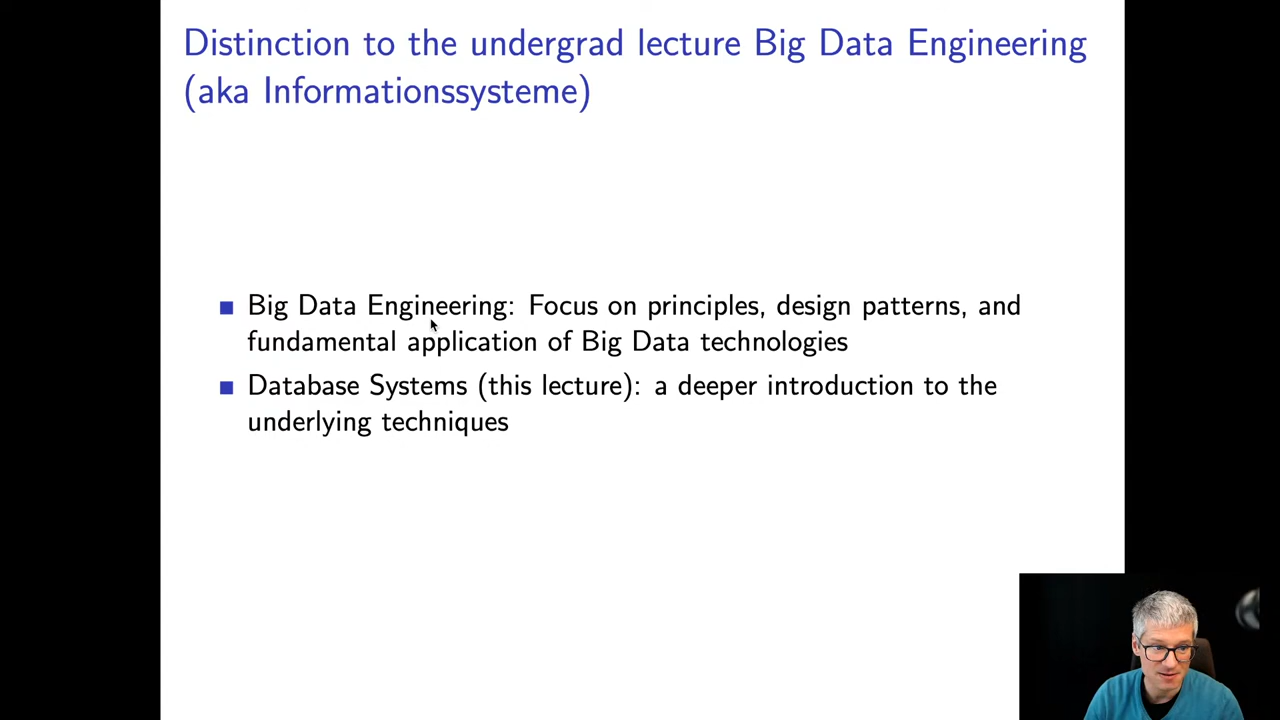 Distinction to the undergrad lecture Big Data Engineering
(aka Informationssysteme)
Big Data Engineering: Focus on principles, design patterns, and
fundamental application of Big Data technologies
Database Systems (this lecture): a deeper introduction to the
underlying techniques